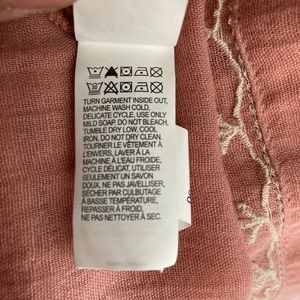 TURN GARMENT INSIDE OUT,
MACHINE WASH COLD,
DELICATE CYCLE, USE ONLY
MILD SOAP, DO NOT BLEACH,
TUMBLE DRY LOW, COOL
IRON, DO NOT DRY CLEAN.
TOURNER LE VÊTEMENT À
L'ENVERS, LAVER À LA
MACHINE À L'EAU FROIDE,
CYCLE DÉLICAT, UTILISER
SEULEMENT UN SAVON
DOUX, NE PAS JAVELLISER,
SÉCHER PAR CULBUTAGE
À BASSE TEMPÉRATURE,
REPASSER À FROID,
NE PAS NETTOYER À SEC.